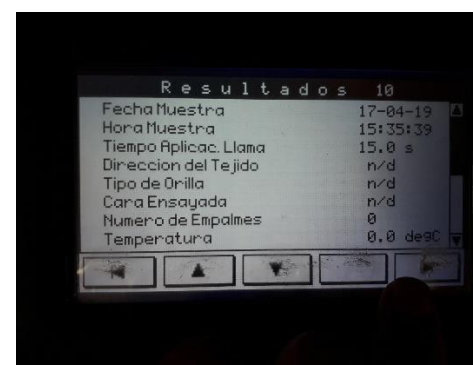 Resultados 10
Fecha Muestra 17-04-19
Hora Muestra 15:35:39
Tiempo Aplicac. Llama 15.0 s
Direccion del Tejido n/d
Tipo de Orilla n/d
Cara Ensayada n/d
Numero de Empalmes 0
Temperatura 0.0 degC